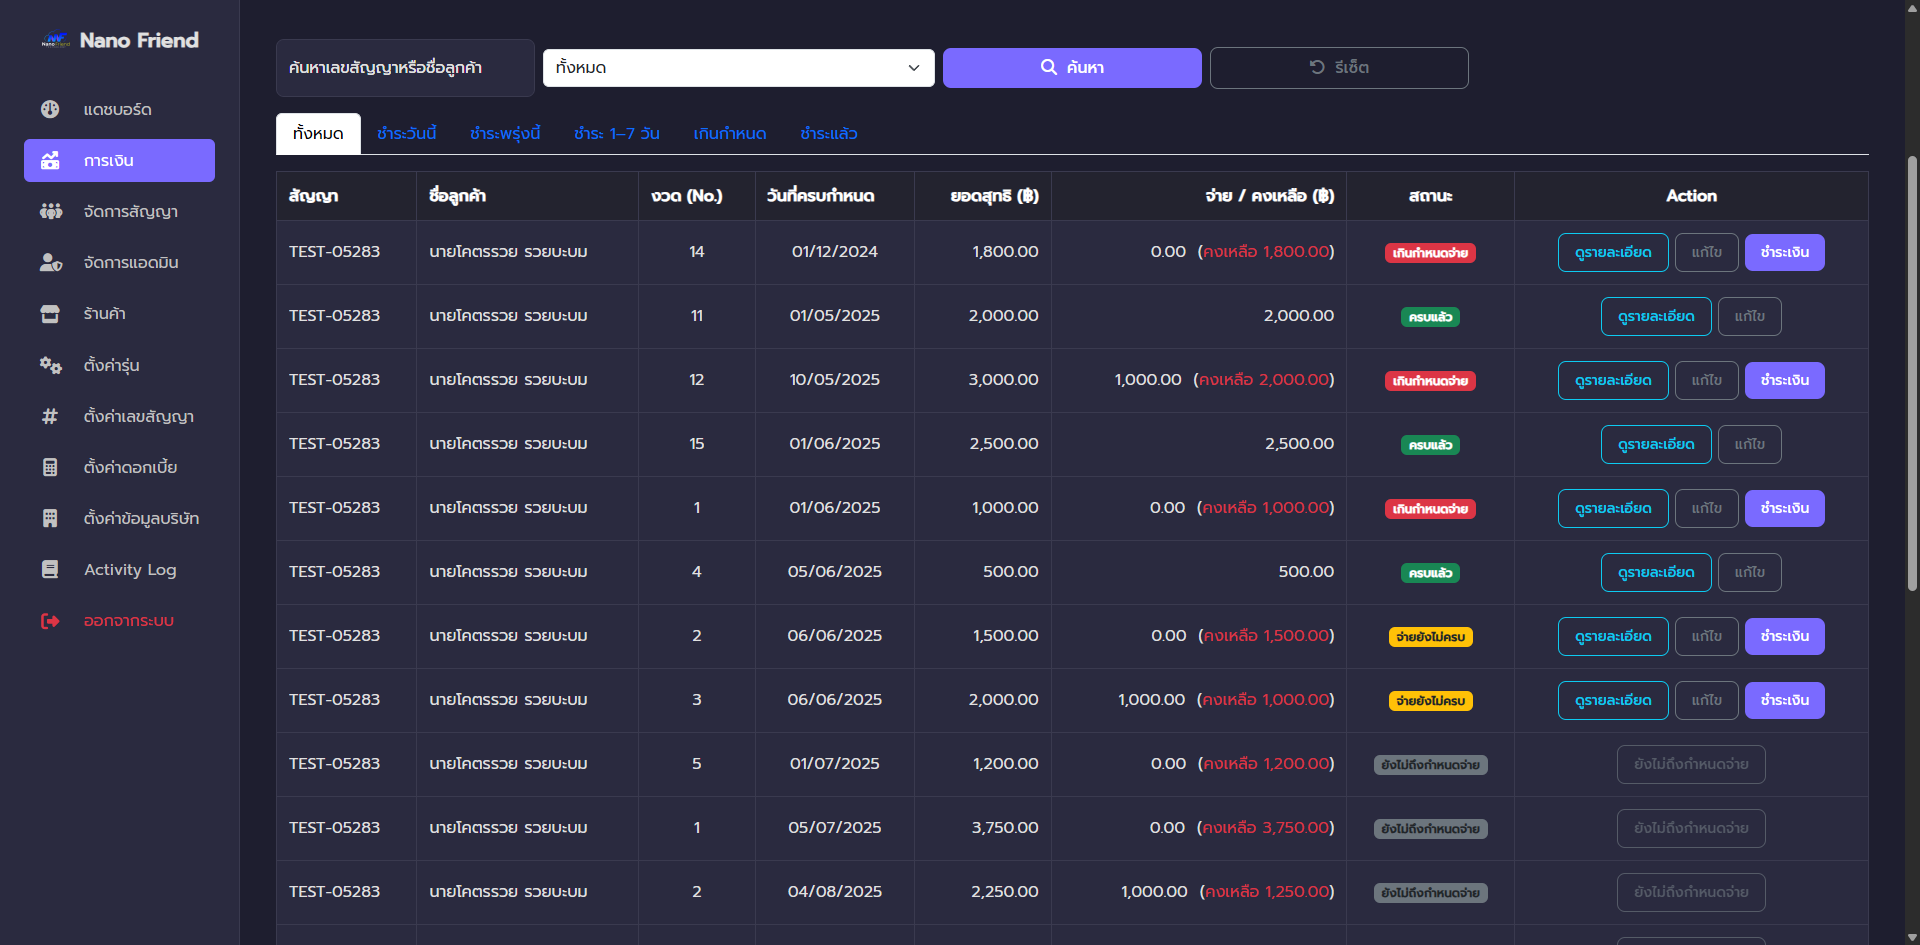 Nano Friend
แดชบอร์ด
การเงิน
จัดการสัญญา
จัดการแอดมิน
ร้านค้า
ตั้งค่ารุ่น
ตั้งค่าเลขสัญญา
ตั้งค่าดอกเบี้ย
ตั้งค่าข้อมูลบริษัท
Activity Log
ออกจากระบบ
ค้นหาเลขสัญญาหรือชื่อลูกค้า ทั้งหมด ค้นหา รีเซ็ต
ทั้งหมด ชำระวันนี้ ชำระพรุ่งนี้ ชำระ 1–7 วัน เกินกำหนด ชำระแล้ว
สัญญา ชื่อลูกค้า งวด (No.) วันที่ครบกำหนด ยอดสุทธิ (฿) จ่าย / คงเหลือ (฿) สถานะ Action
TEST-05283 นายโคตรรวย รวยบะบม 14 01/12/2024 1,800.00 0.00 (คงเหลือ 1,800.00) เกินกำหนดจ่าย ดูรายละเอียด แก้ไข ชำระเงิน
TEST-05283 นายโคตรรวย รวยบะบม 11 01/05/2025 2,000.00 2,000.00 ครบแล้ว ดูรายละเอียด แก้ไข
TEST-05283 นายโคตรรวย รวยบะบม 12 10/05/2025 3,000.00 1,000.00 (คงเหลือ 2,000.00) เกินกำหนดจ่าย ดูรายละเอียด แก้ไข ชำระเงิน
TEST-05283 นายโคตรรวย รวยบะบม 15 01/06/2025 2,500.00 2,500.00 ครบแล้ว ดูรายละเอียด แก้ไข
TEST-05283 นายโคตรรวย รวยบะบม 1 01/06/2025 1,000.00 0.00 (คงเหลือ 1,000.00) เกินกำหนดจ่าย ดูรายละเอียด แก้ไข ชำระเงิน
TEST-05283 นายโคตรรวย รวยบะบม 4 05/06/2025 500.00 500.00 ครบแล้ว ดูรายละเอียด แก้ไข
TEST-05283 นายโคตรรวย รวยบะบม 2 06/06/2025 1,500.00 0.00 (คงเหลือ 1,500.00) จ่ายยังไม่ครบ ดูรายละเอียด แก้ไข ชำระเงิน
TEST-05283 นายโคตรรวย รวยบะบม 3 06/06/2025 2,000.00 1,000.00 (คงเหลือ 1,000.00) จ่ายยังไม่ครบ ดูรายละเอียด แก้ไข ชำระเงิน
TEST-05283 นายโคตรรวย รวยบะบม 5 01/07/2025 1,200.00 0.00 (คงเหลือ 1,200.00) ยังไม่ถึงกำหนดจ่าย ยังไม่ถึงกำหนดจ่าย
TEST-05283 นายโคตรรวย รวยบะบม 1 05/07/2025 3,750.00 0.00 (คงเหลือ 3,750.00) ยังไม่ถึงกำหนดจ่าย ยังไม่ถึงกำหนดจ่าย
TEST-05283 นายโคตรรวย รวยบะบม 2 04/08/2025 2,250.00 1,000.00 (คงเหลือ 1,250.00) ยังไม่ถึงกำหนดจ่าย ยังไม่ถึงกำหนดจ่าย